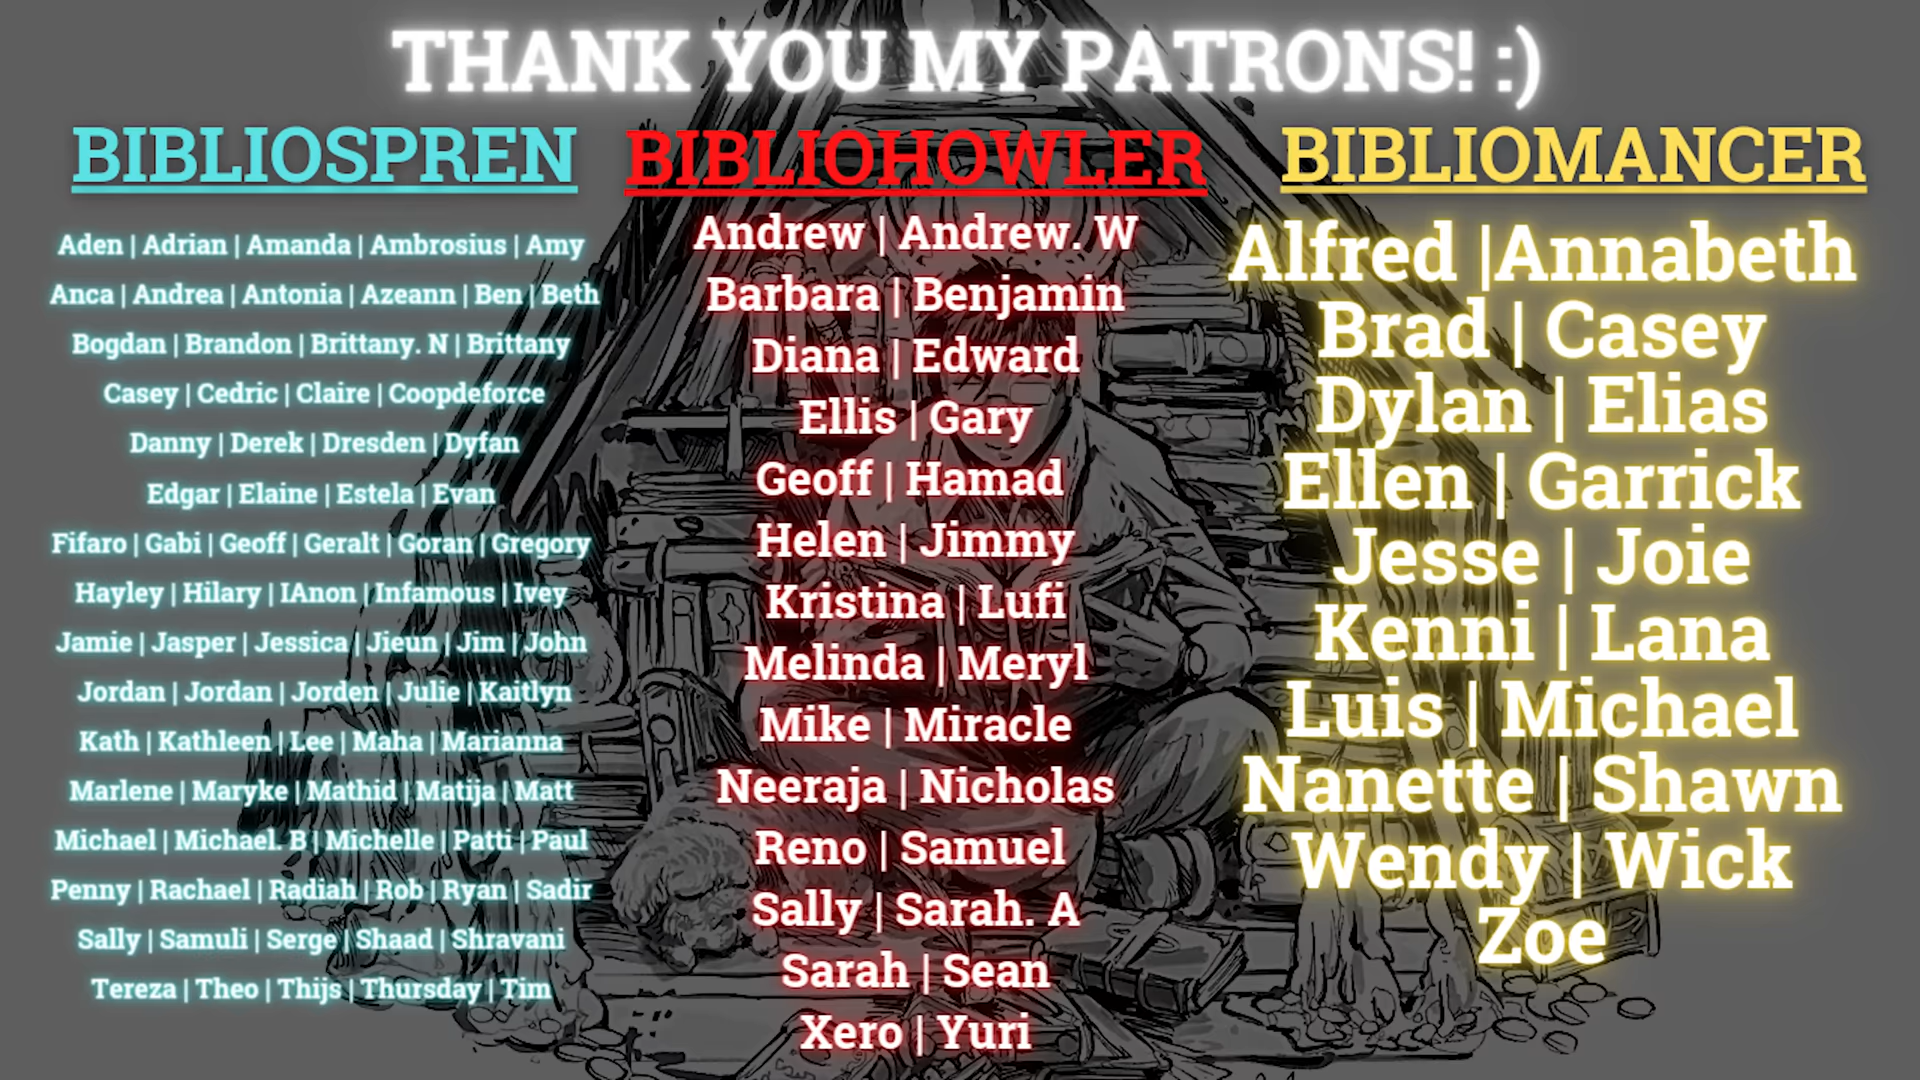 THANK YOU MY PATRONS! :)
BIBLIOSPREN
Aden | Adrian | Amanda | Ambrosius | Amy
Anca | Andrea | Antonia | Azeann | Ben | Beth
Bogdan | Brandon | Brittany. N | Brittany
Casey | Cedric | Claire | Coopdeforce
Danny | Derek | Dresden | Dyfan
Edgar | Elaine | Estela | Evan
Fifaro | Gabi | Geoff | Geralt | Goran | Gregory
Hayley | Hilary | IAnon | Infamous | Ivey
Jamie | Jasper | Jessica | Jieun | Jim | John
Jordan | Jordan | Jorden | Julie | Kaitlyn
Kath | Kathleen | Lee | Maha | Marianna
Marlene | Maryke | Mathid | Matija | Matt
Michael | Michael. B | Michelle | Patti | Paul
Penny | Rachael | Radiah | Rob | Ryan | Sadir
Sally | Samuli | Serge | Shaad | Shravani
Tereza | Theo | Thijs | Thursday | Tim
BIBLIOHOWLER
Andrew | Andrew. W
Barbara | Benjamin
Diana | Edward
Ellis | Gary
Geoff | Hamad
Helen | Jimmy
Kristina | Lufi
Melinda | Meryl
Mike | Miracle
Neeraja | Nicholas
Reno | Samuel
Sally | Sarah. A
Sarah | Sean
Xero | Yuri
BIBLIOMANCER
Alfred |Annabeth
Brad | Casey
Dylan | Elias
Ellen | Garrick
Jesse | Joie
Kenni | Lana
Luis | Michael
Nanette | Shawn
Wendy | Wick
Zoe